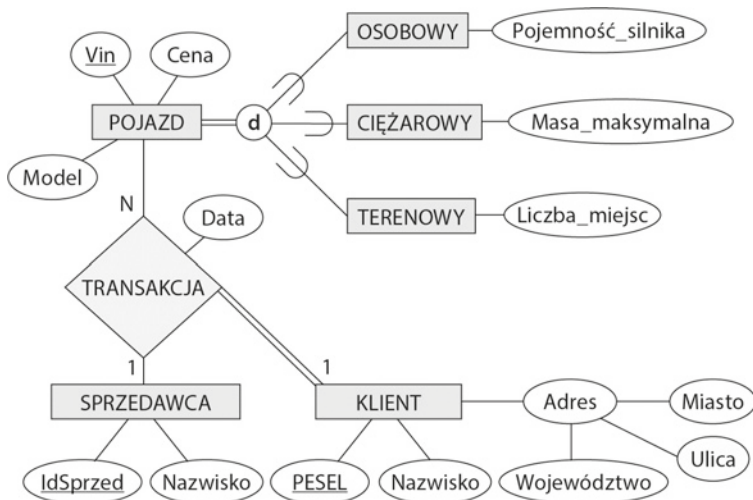 OSOBOWY
Pojemność_silnika
Vin
Cena
POJAZD
d
CIĘŻAROWY
Masa_maksymalna
Model
N
Data
TERENOWY
Liczba_miejsc
TRANSAKCJA
1
1
SPRZEDAWCA
KLIENT
Adres
Miasto
Ulica
IdSprzed
Nazwisko
PESEL
Nazwisko
Województwo